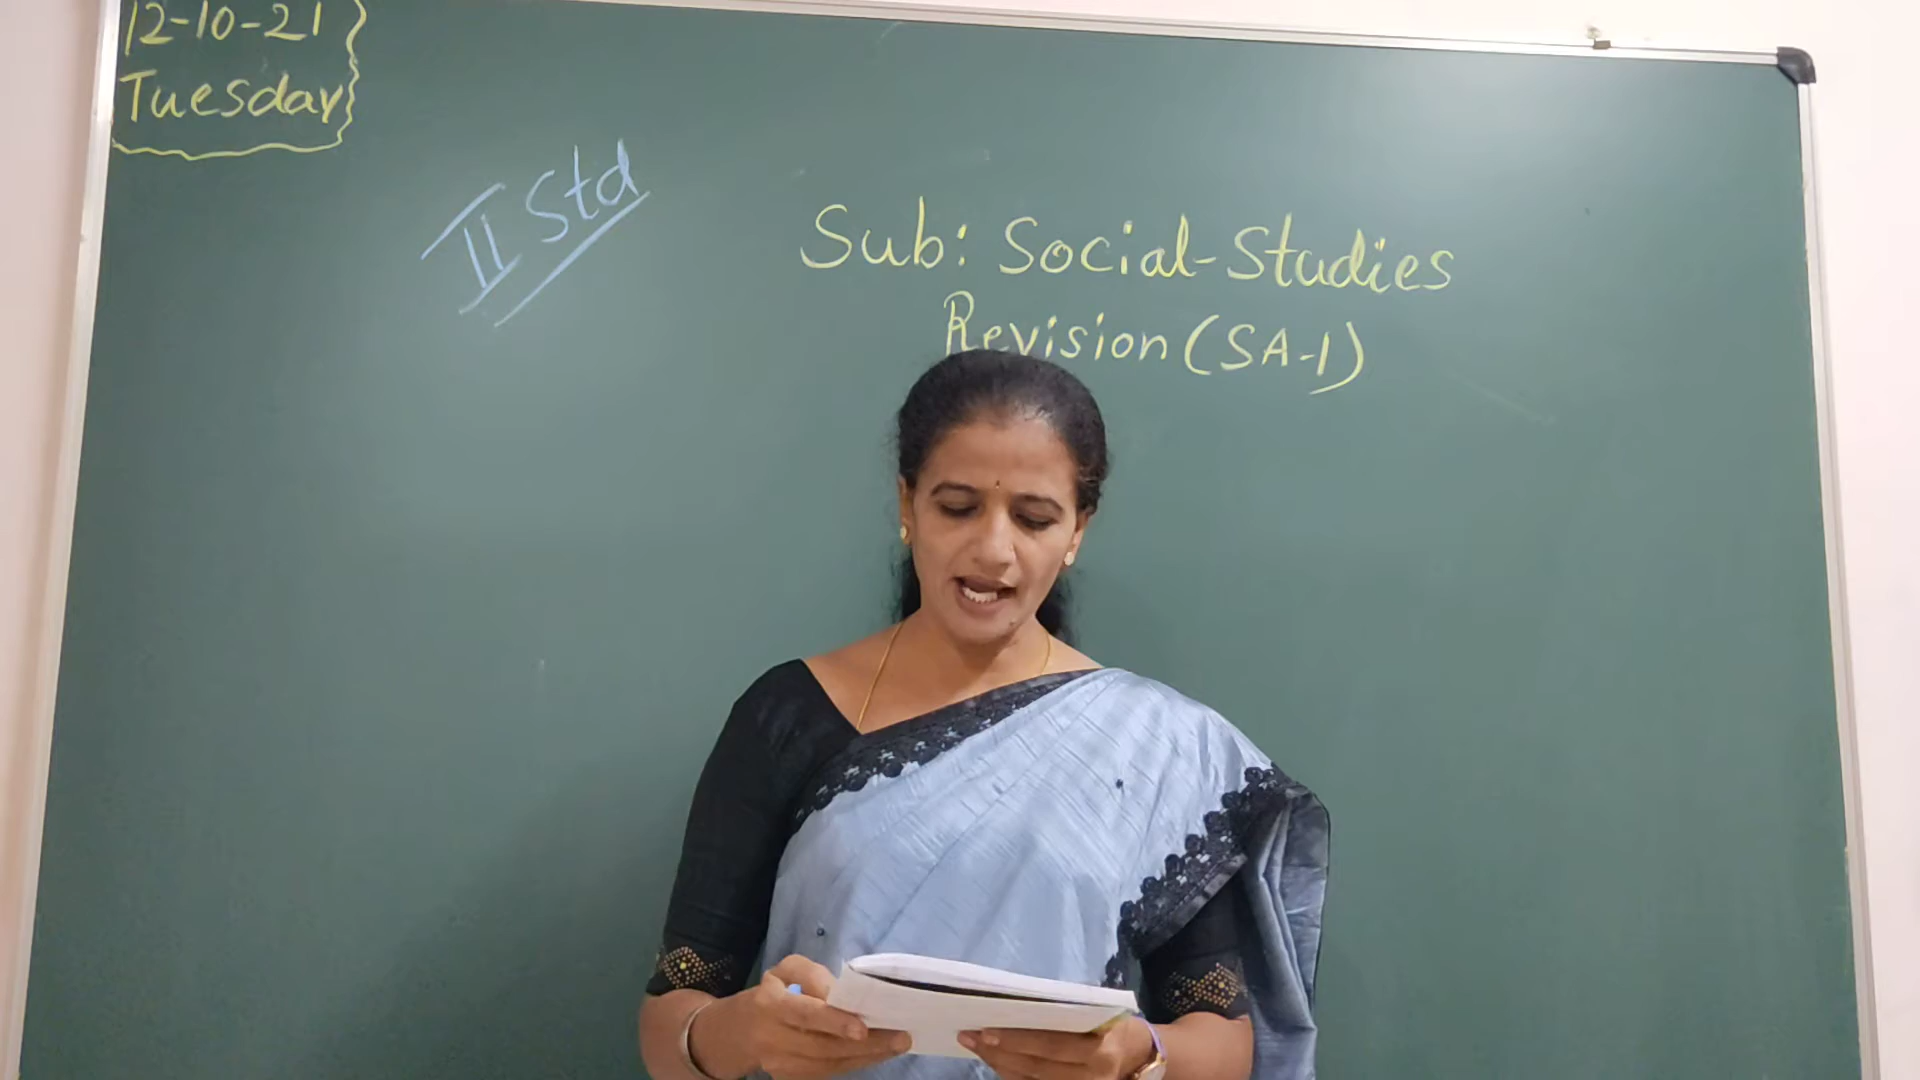 12-10-21
Tuesday
II Std
Sub: Social-Studies
Revision (SA-1)